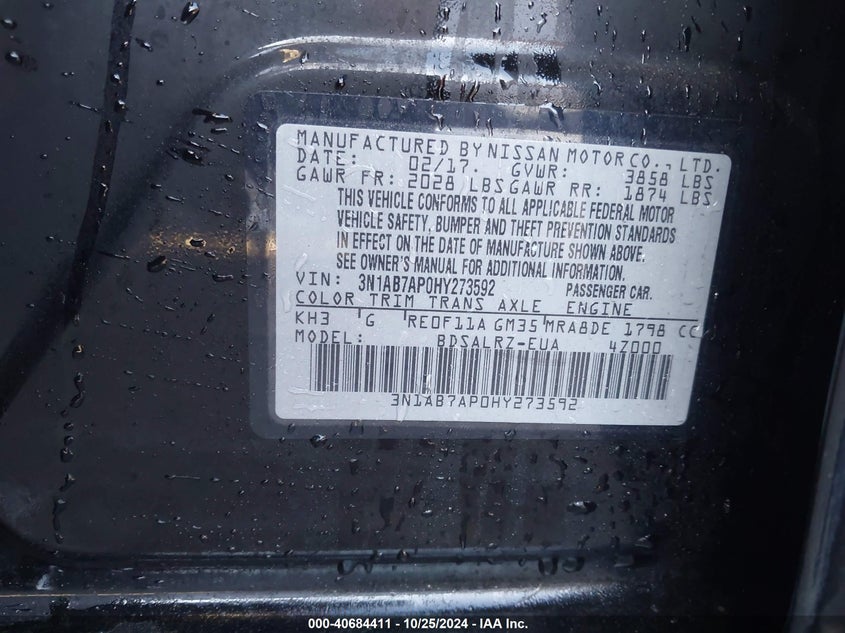 MANUFACTURED BY NISSAN MOTOR CO., LTD.
DATE: 02/17. GVWR: 3858 LBS
GAWR FR: 2028 LBS GAWR RR: 1874 LBS
THIS VEHICLE CONFORMS TO ALL APPLICABLE FEDERAL MOTOR
VEHICLE SAFETY, BUMPER AND THEFT PREVENTION STANDARDS
IN EFFECT ON THE DATE OF MANUFACTURE SHOWN ABOVE.
SEE OWNER'S MANUAL FOR ADDITIONAL INFORMATION.
VIN: 3N1AB7AP0HY273592 PASSENGER CAR.
COLOR TRIM TRANS AXLE ENGINE
KH3 G RE0F11A GM35 MRA8DE 1798 CC
MODEL: BDSALRZ-EUA 4Z000
3N1AB7AP0HY273592
000-40684411 - 10/25/2024 - IAA Inc.